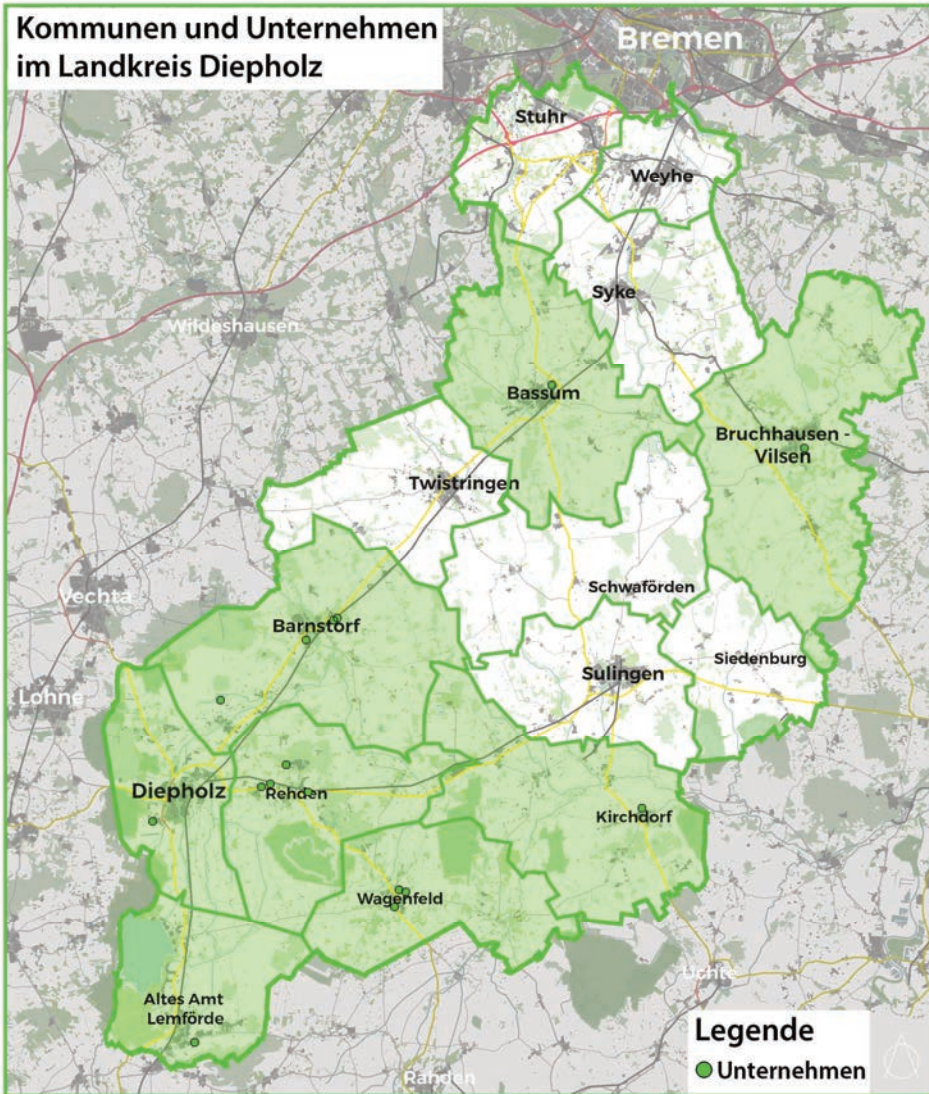 Kommunen und Unternehmen
im Landkreis Diepholz
Bremen
Stuhr
Weyhe
Syke
Wildeshausen
Bassum
Bruchhausen -
Vilsen
Twistringen
Schwaförden
Vechta
Barnstorf
Siedenburg
Sulingen
Lohne
Diepholz
Rehden
Kirchdorf
Wagenfeld
Uchte
Altes Amt
Lemförde
Legende
Unternehmen
Rahden